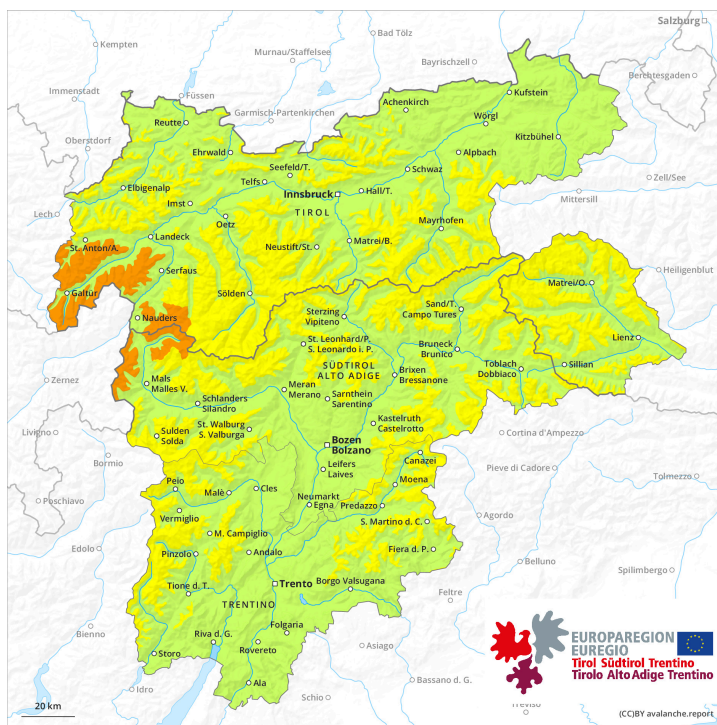 Salzburg
Kempten
Bad Tölz
Murnau/Staffelsee
Bayrischzell
Berchtesgaden
Immenstadt
Füssen
Kufstein
Achenkirch
Garmisch-Partenkirchen
Wörgl
Reutte
Oberstdorf
Kitzbühel
Ehrwald
Alpbach
Seefeld/T.
Schwaz
Telfs
Zell/See
Elbigenalp
Innsbruck
Hall/T.
Mittersill
Imst
TIROL
Lech
Oetz
Mayrhofen
St. Anton/A.
Landeck
Neustift/St.
Matrei/B.
Serfaus
Heiligenblut
Matrei/O.
Galtür
Sölden
Sand/T.
Campo Tures
Nauders
Sterzing
Vipiteno
St. Leonhard/P.
S. Leonardo i. P.
Bruneck
Brunico
Lienz
SÜDTIROL
ALTO ADIGE
Toblach
Dobbiaco
Sillian
Brixen
Bressanone
Zernez
Mals
Malles V.
Meran
Merano
Sarnthein
Sarentino
Schlanders
Silandro
Kastelruth
Castelrotto
St. Walburg
S. Valburga
Livigno
Sulden
Solda
Bozen
Bolzano
Cortina d'Ampezzo
Bormio
Canazei
Pieve di Cadore
Leifers
Laives
Tolmezzo
Peio
Moena
Malè
Cles
Poschiavo
Neumarkt
Egna
Predazzo
Vermiglio
Agordo
S. Martino d. C.
M. Campiglio
Edolo
Pinzolo
Andalo
Fiera d. P.
Belluno
Spilimbergo
Tione d. T.
Trento
Borgo Valsugana
Feltre
TRENTINO
Folgaria
Bienno
Riva d. G.
Rovereto
Asiago
Storo
Bassano d. G.
Idro
Ala
Schio
Treviso
EUROPAREGION
EUREGIO
Tirol Südtirol Trentino
Tirolo Alto Adige Trentino
20 km
(CC)BY avalanche.report